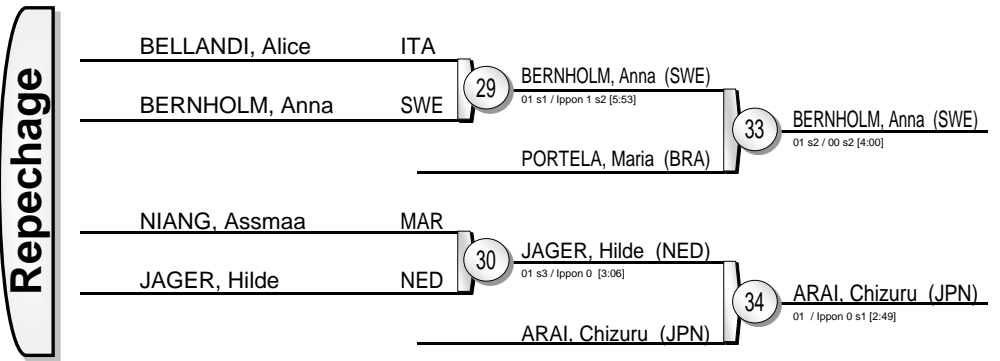 Repechage
BELLANDI, Alice ITA
BERNHOLM, Anna SWE
29
BERNHOLM, Anna (SWE)
01 s1 / Ippon 1 s2 [5:53]
PORTELA, Maria (BRA)
33
BERNHOLM, Anna (SWE)
01 s2 / 00 s2 [4:00]
NIANG, Assmaa MAR
JAGER, Hilde NED
30
JAGER, Hilde (NED)
01 s3 / Ippon 0 [3:06]
ARAI, Chizuru (JPN)
34
ARAI, Chizuru (JPN)
01 / Ippon 0 s1 [2:49]